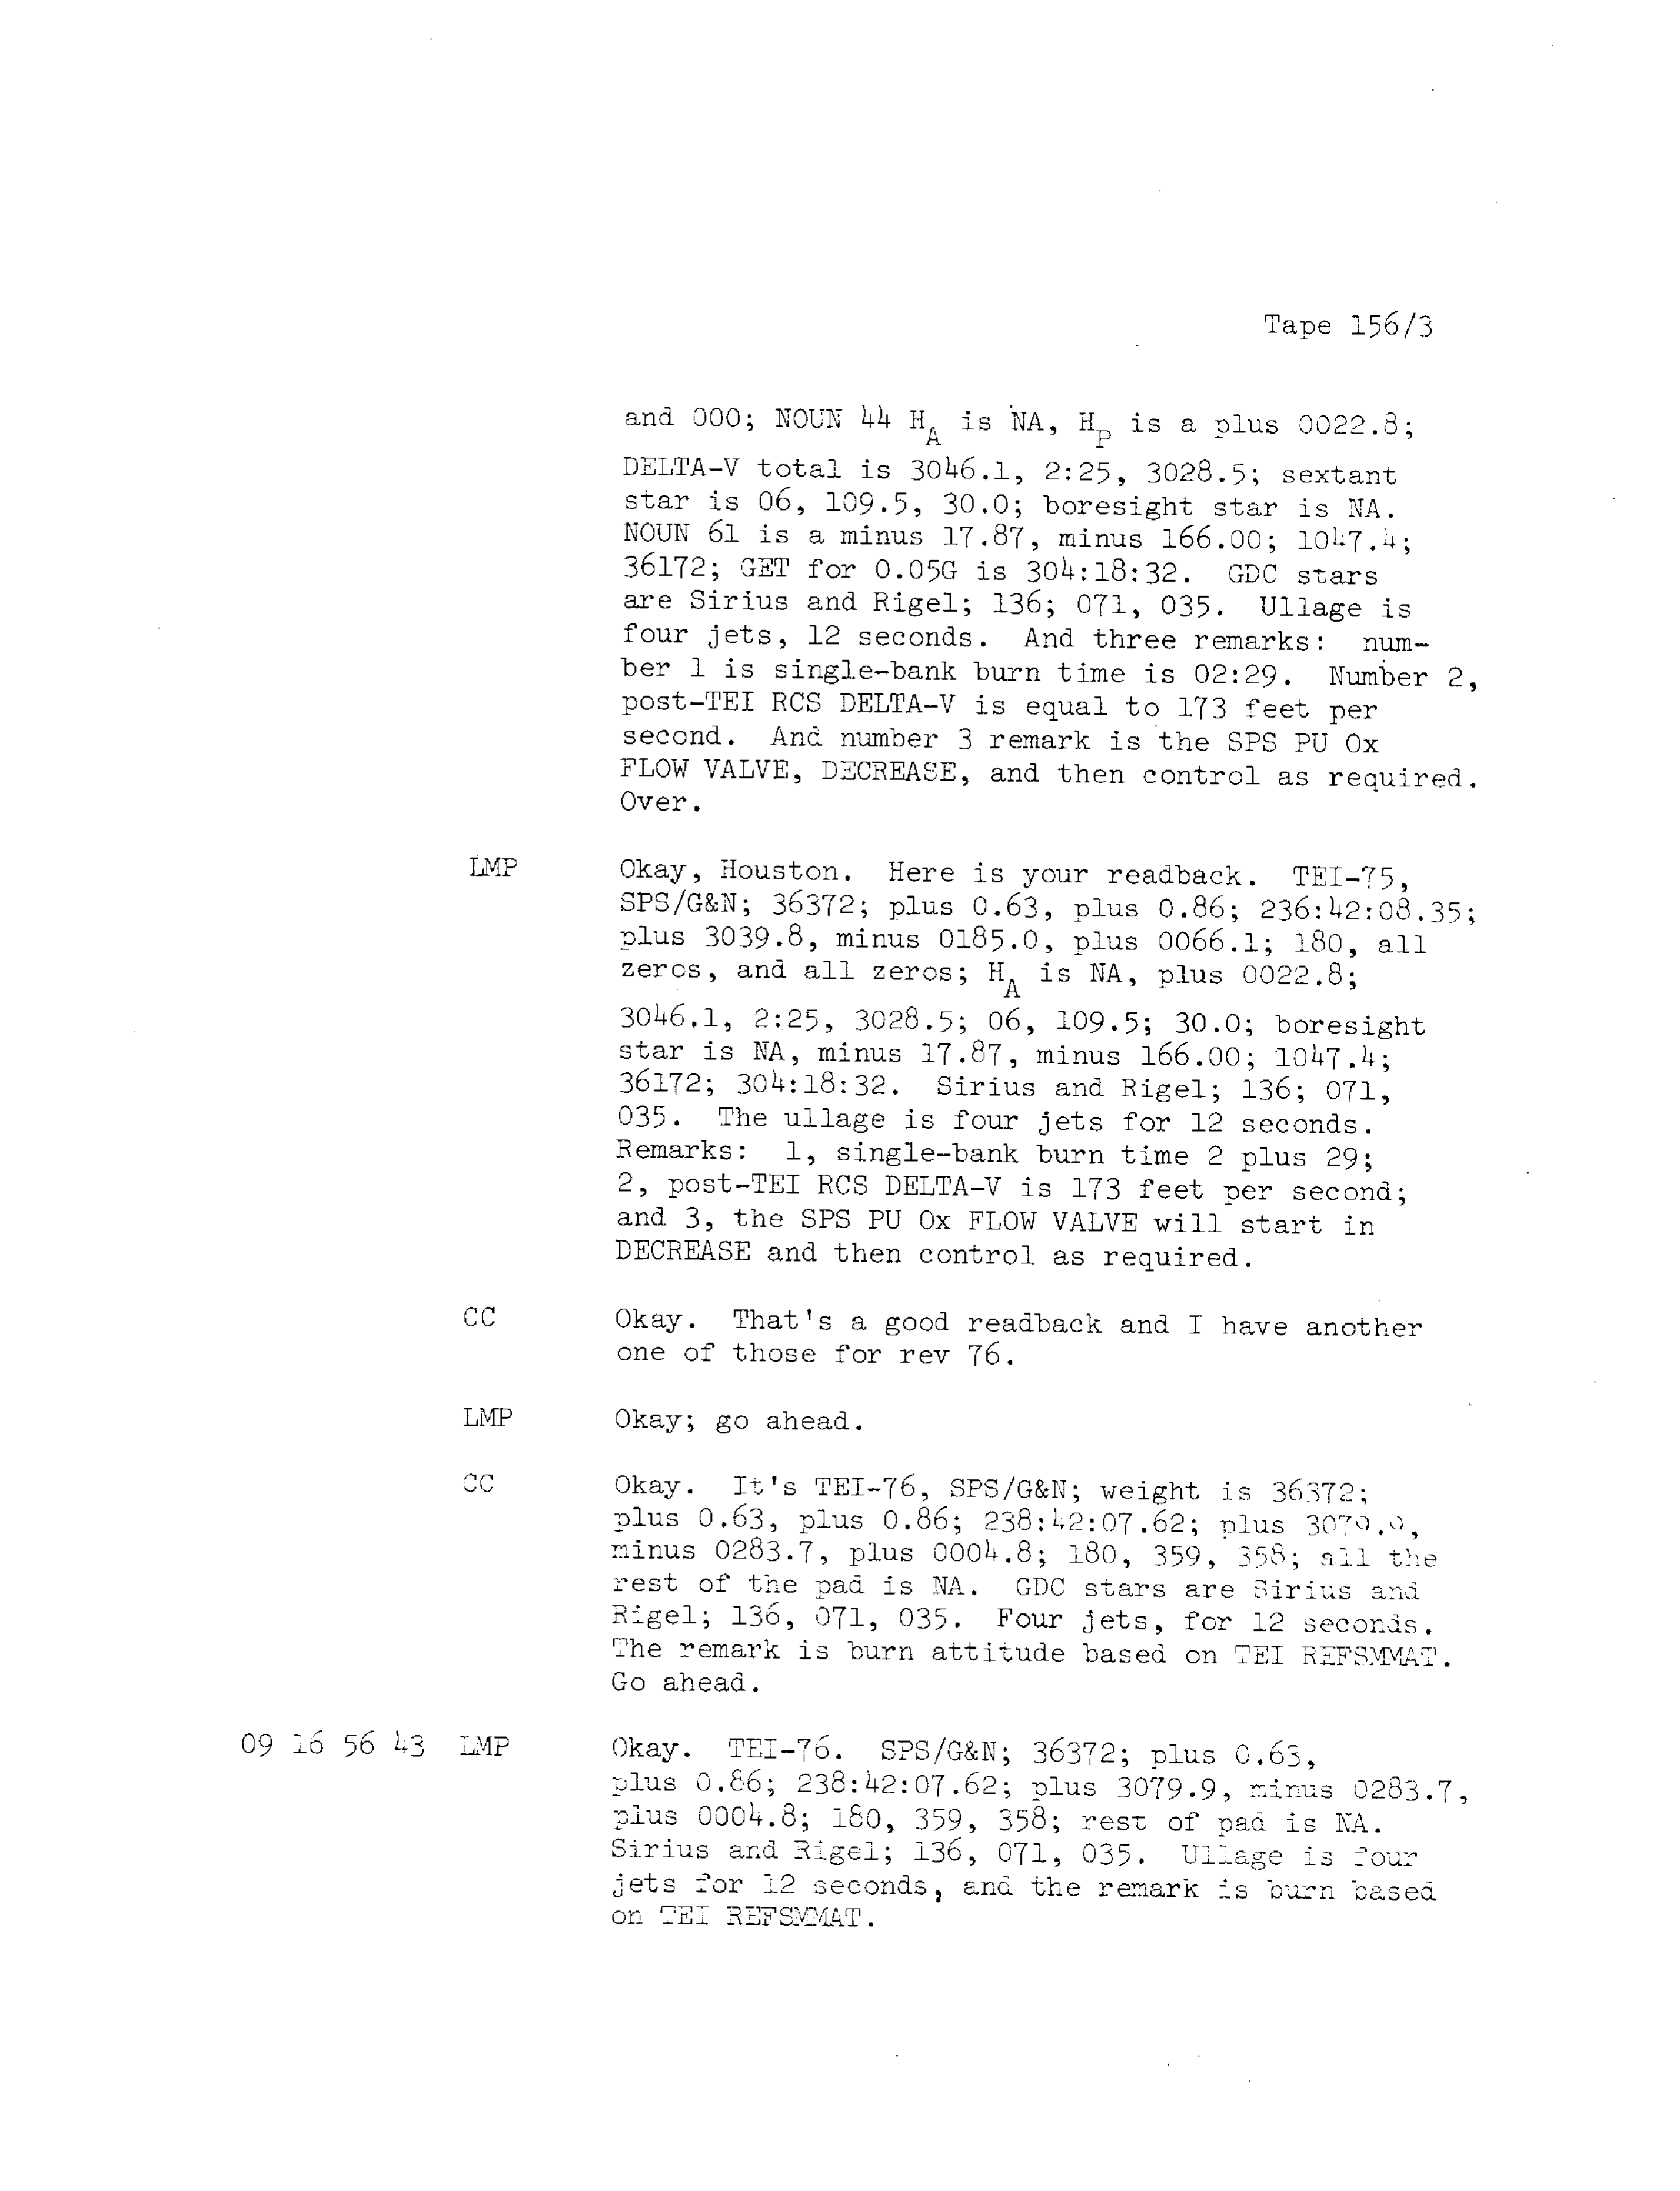 Tape 156/3
and 000; NOUN 44 H_A is NA, H_P is a plus 0022.8;
DELTA-V total is 3046.1, 2:25, 3028.5; sextant
star is 06, 109.5, 30.0; boresight star is NA.
NOUN 61 is a minus 17.87, minus 166.00; 1047.4;
36172; GET for 0.05G is 304:18:32. GDC stars
are Sirius and Rigel; 136; 071, 035. Ullage is
four jets, 12 seconds. And three remarks: num-
ber 1 is single-bank burn time is 02:29. Number 2,
post-TEI RCS DELTA-V is equal to 173 feet per
second. And number 3 remark is the SPS PU Ox
FLOW VALVE, DECREASE, and then control as required.
Over.
LMP Okay, Houston. Here is your readback. TEI-75,
SPS/G&N; 36372; plus 0.63, plus 0.86; 236:42:08.35;
plus 3039.8, minus 0185.0, plus 0066.1; 180, all
zeros, and all zeros; H_A is NA, plus 0022.8;
3046.1, 2:25, 3028.5; 06, 109.5; 30.0; boresight
star is NA, minus 17.87, minus 166.00; 1047.4;
36172; 304:18:32. Sirius and Rigel; 136; 071,
035. The ullage is four jets for 12 seconds.
Remarks: 1, single-bank burn time 2 plus 29;
2, post-TEI RCS DELTA-V is 173 feet per second;
and 3, the SPS PU Ox FLOW VALVE will start in
DECREASE and then control as required.
CC Okay. That's a good readback and I have another
one of those for rev 76.
LMP Okay; go ahead.
CC Okay. It's TEI-76, SPS/G&N; weight is 36372;
plus 0.63, plus 0.86; 238:42:07.62; plus 3079.9,
minus 0283.7, plus 0004.8; 180, 359, 358; all the
rest of the pad is NA. GDC stars are Sirius and
Rigel; 136, 071, 035. Four jets, for 12 seconds.
The remark is burn attitude based on TEI REFSMMAT.
Go ahead.
09 16 56 43 LMP Okay. TEI-76. SPS/G&N; 36372; plus 0.63,
plus 0.86; 238:42:07.62; plus 3079.9, minus 0283.7,
plus 0004.8; 180, 359, 358; rest of pad is NA.
Sirius and Rigel; 136, 071, 035. Ullage is four
jets for 12 seconds, and the remark is burn based
on TEI REFSMMAT.